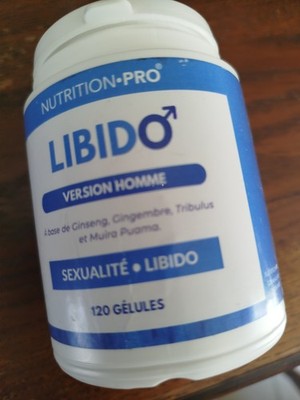 NUTRITION•PRO®
LIBIDO
VERSION HOMME
A base de Ginseng, Gingembre, Tribulus
et Muira Puama.
SEXUALITÉ • LIBIDO
120 GÉLULES